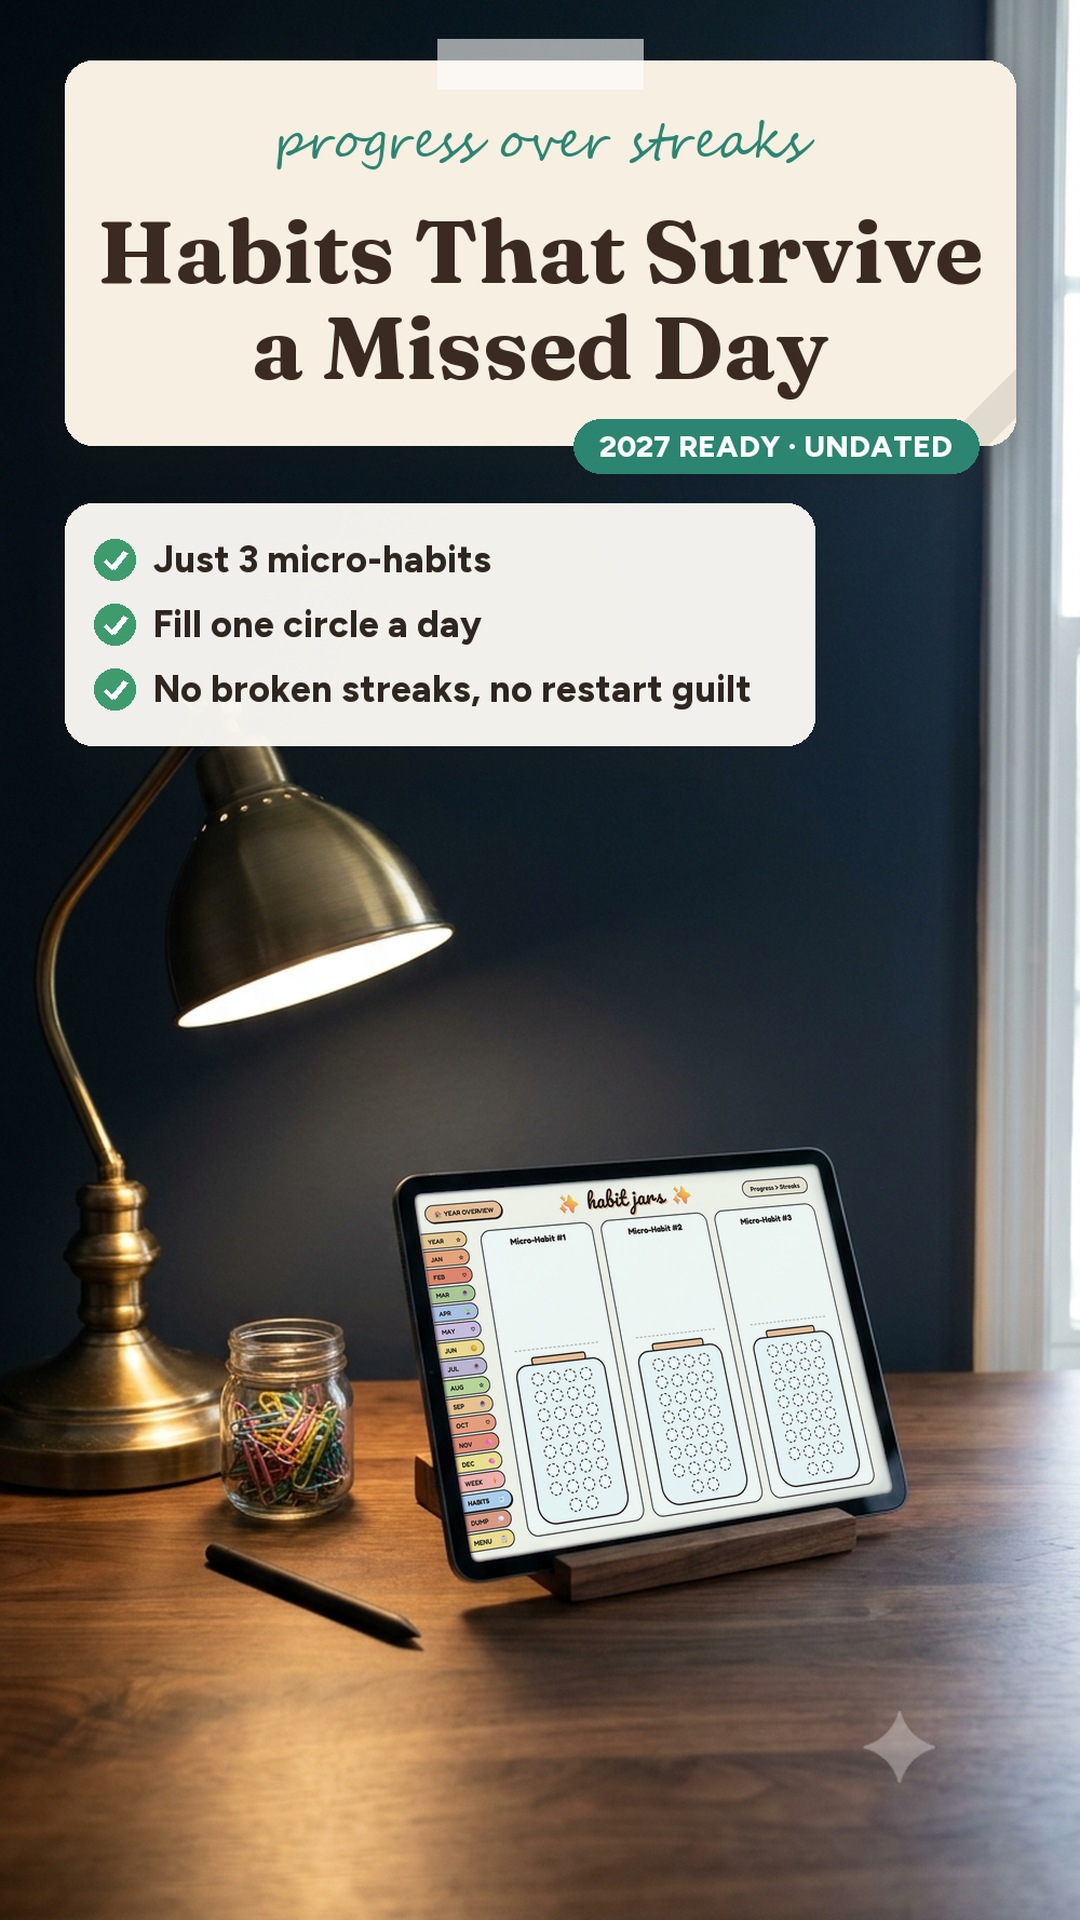 progress over streaks
Habits That Survive
a Missed Day
2027 READY · UNDATED
Just 3 micro-habits
Fill one circle a day
No broken streaks, no restart guilt
YEAR OVERVIEW
habit jars
Progress > Streaks
YEAR
JAN
FEB
MAR
APR
MAY
JUN
JUL
AUG
SEP
OCT
NOV
DEC
WEEK
HABITS
DUMP
MENU
Micro-Habit #1
Micro-Habit #2
Micro-Habit #3